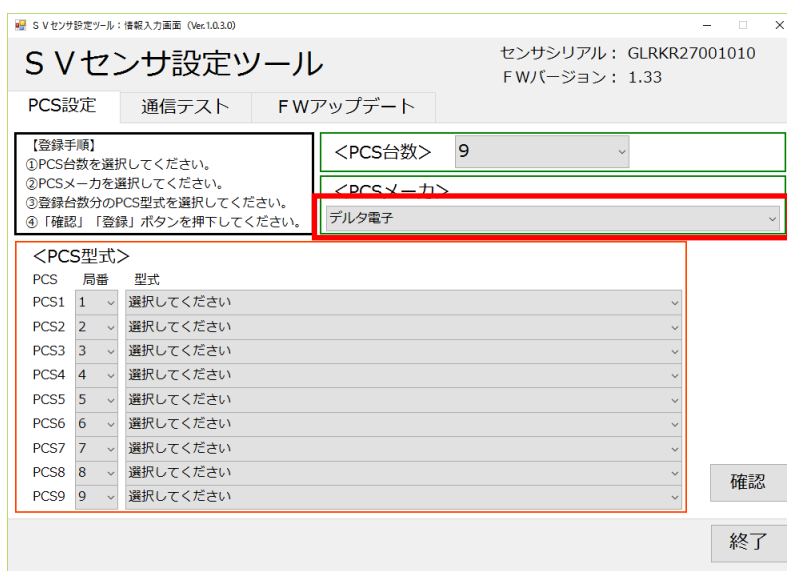 ＳＶセンサ設定ツール：情報入力画面（Ver.1.0.3.0）
ＳＶセンサ設定ツール
センサシリアル： GLRKR27001010
ＦＷバージョン： 1.33
PCS設定 通信テスト ＦＷアップデート
【登録手順】
①PCS台数を選択してください。
②PCSメーカを選択してください。
③登録台数分のPCS型式を選択してください。
④「確認」「登録」ボタンを押下してください。
＜PCS台数＞ 9
＜PCSメーカ＞
デルタ電子
＜PCS型式＞
PCS 局番 型式
PCS1 1 選択してください
PCS2 2 選択してください
PCS3 3 選択してください
PCS4 4 選択してください
PCS5 5 選択してください
PCS6 6 選択してください
PCS7 7 選択してください
PCS8 8 選択してください
PCS9 9 選択してください
確認
終了